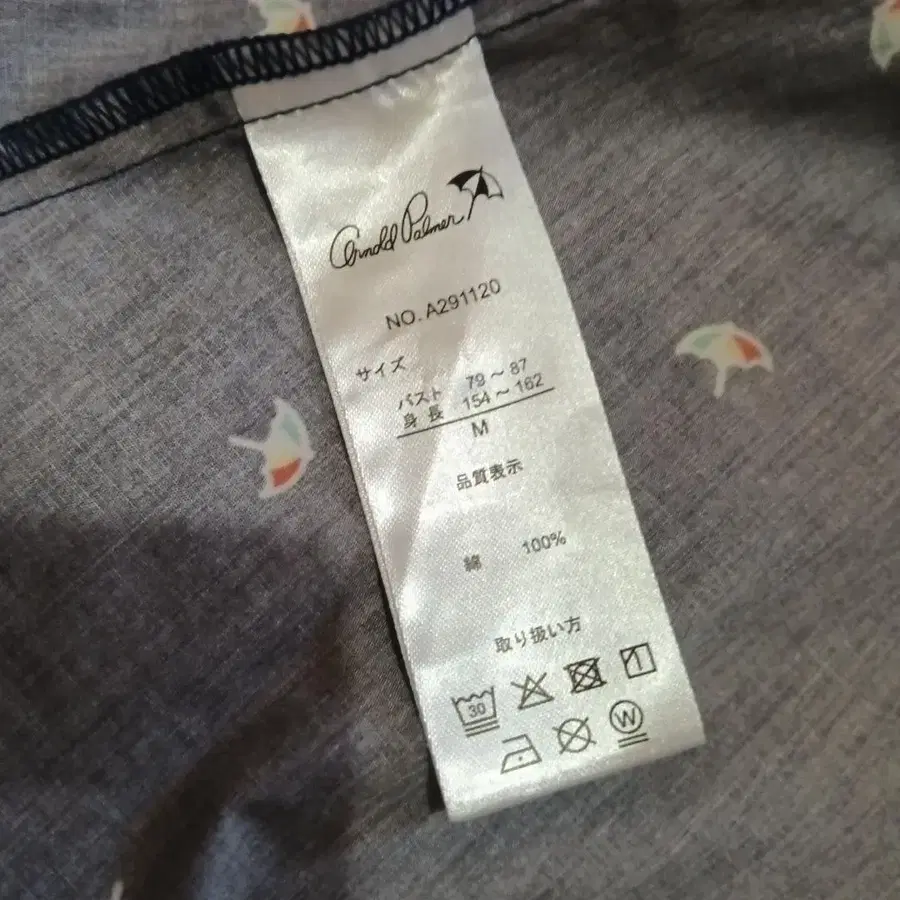 Arnold Palmer
NO. A291120
サイズ
バスト 79~87
身長 154~162
M
品質表示
綿 100%
取り扱い方
30
W